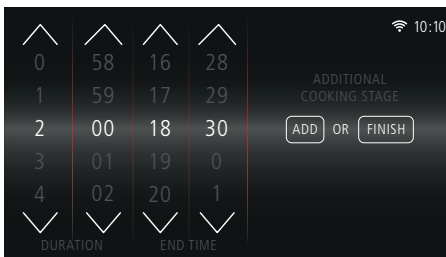 10:10
0 58 16 28
1 59 17 29
2 00 18 30
3 01 19 0
4 02 20 1
DURATION END TIME
ADDITIONAL
COOKING STAGE
ADD OR FINISH